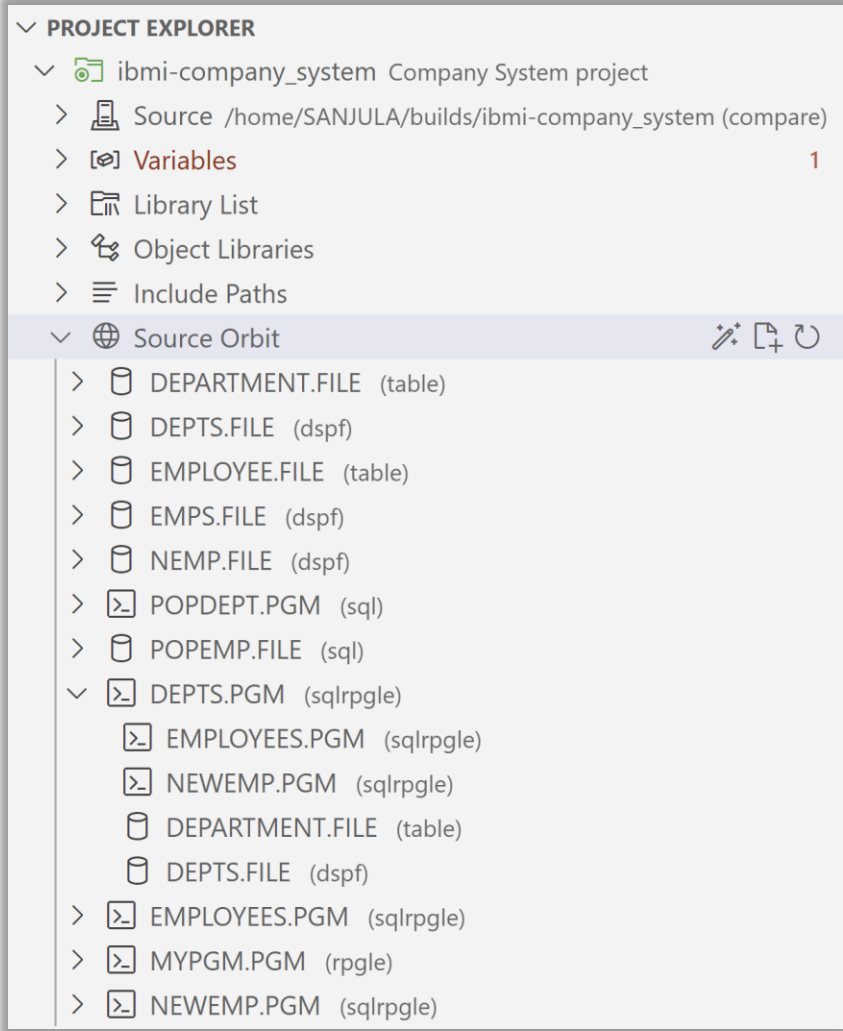 PROJECT EXPLORER
ibmi-company_system Company System project
Source /home/SANJULA/builds/ibmi-company_system (compare)
Variables 1
Library List
Object Libraries
Include Paths
Source Orbit
DEPARTMENT.FILE (table)
DEPTS.FILE (dspf)
EMPLOYEE.FILE (table)
EMPS.FILE (dspf)
NEMP.FILE (dspf)
POPDEPT.PGM (sql)
POPEMP.FILE (sql)
DEPTS.PGM (sqlrpgle)
EMPLOYEES.PGM (sqlrpgle)
NEWEMP.PGM (sqlrpgle)
DEPARTMENT.FILE (table)
DEPTS.FILE (dspf)
EMPLOYEES.PGM (sqlrpgle)
MYPGM.PGM (rpgle)
NEWEMP.PGM (sqlrpgle)